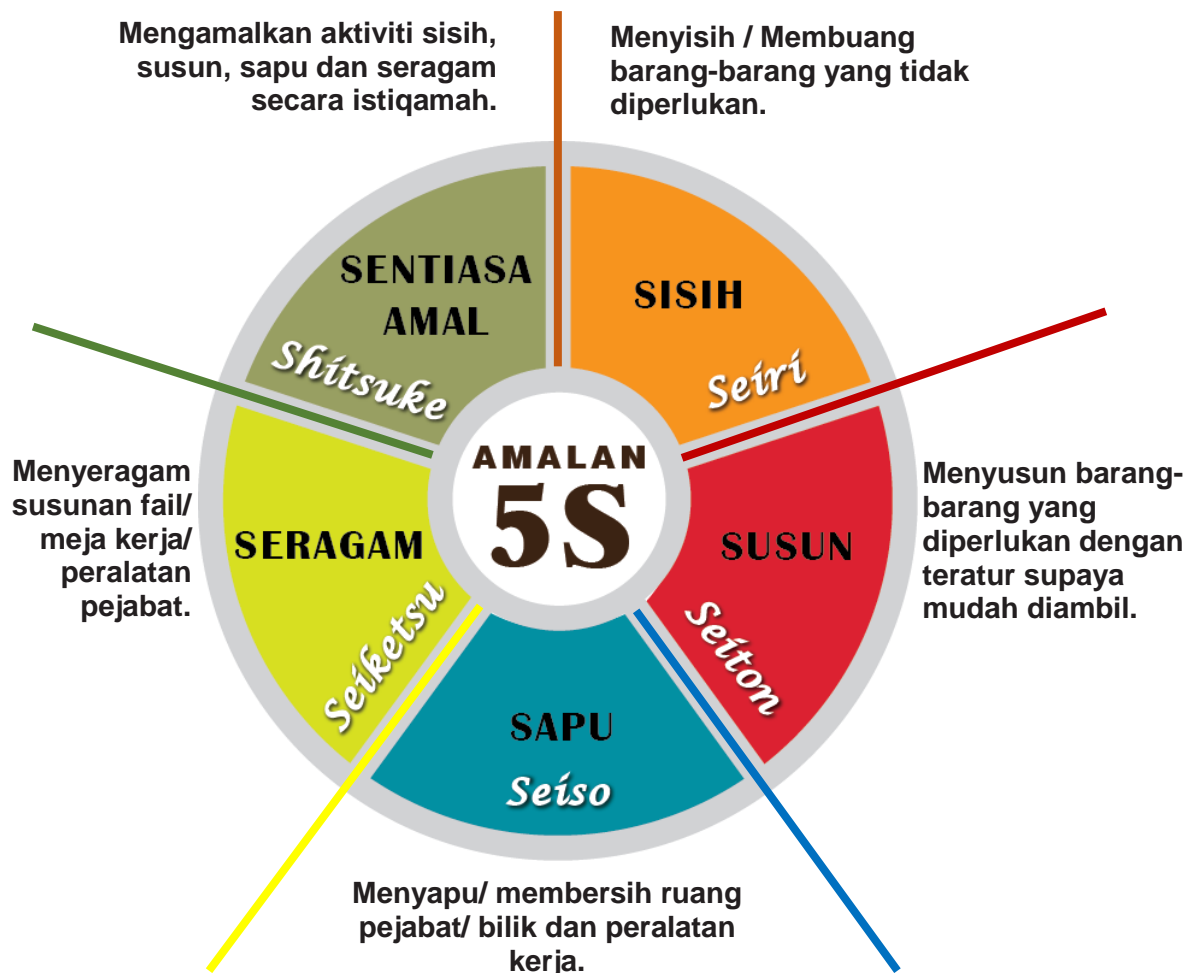 Mengamalkan aktiviti sisih,
susun, sapu dan seragam
secara istiqamah.
Menyisih / Membuang
barang-barang yang tidak
diperlukan.
SENTIASA
AMAL
Shitsuke
SISIH
Seiri
AMALAN
5S
Menyeragam
susunan fail/
meja kerja/
peralatan
pejabat.
SERAGAM
Seiketsu
SUSUN
Seiton
Menyusun barang-
barang yang
diperlukan dengan
teratur supaya
mudah diambil.
SAPU
Seiso
Menyapu/ membersih ruang
pejabat/ bilik dan peralatan
kerja.